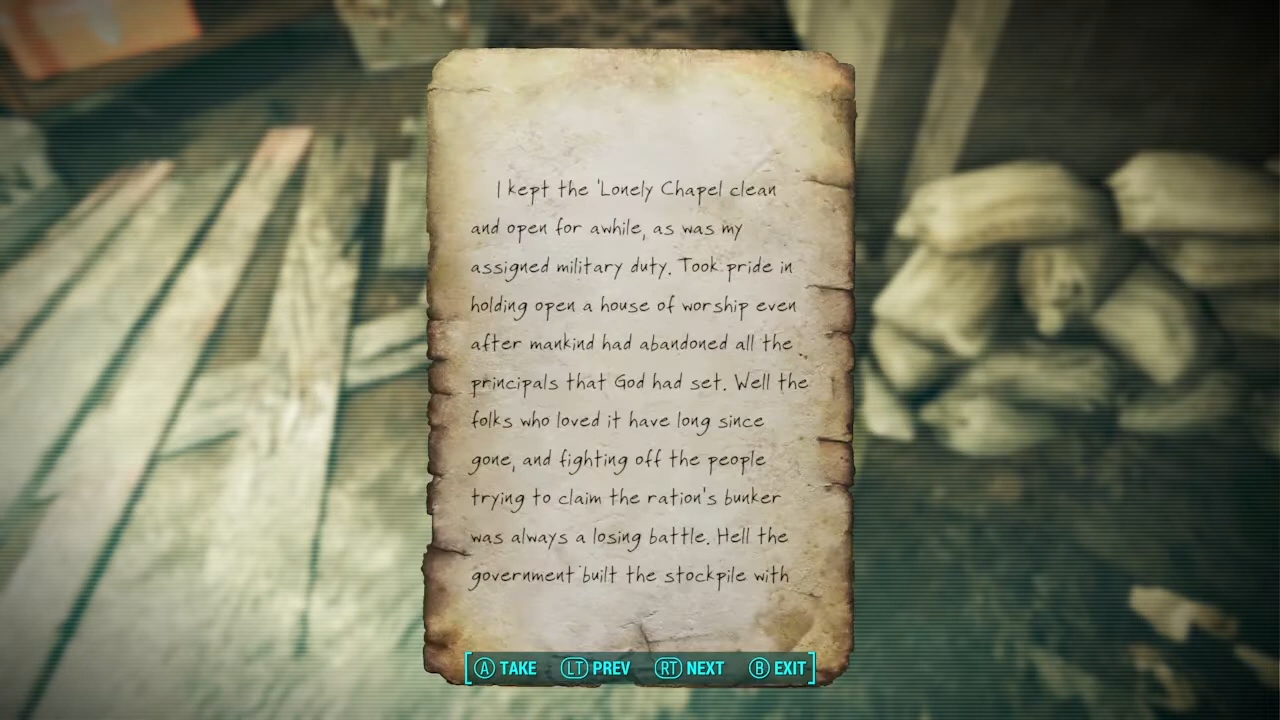 I kept the 'Lonely Chapel clean
and open for awhile, as was my
assigned military duty. Took pride in
holding open a house of worship even
after mankind had abandoned all the
principals that God had set. Well the
folks who loved it have long since
gone, and fighting off the people
trying to claim the ration's bunker
was always a losing battle. Hell the
government built the stockpile with
A TAKE LT PREV RT NEXT B EXIT